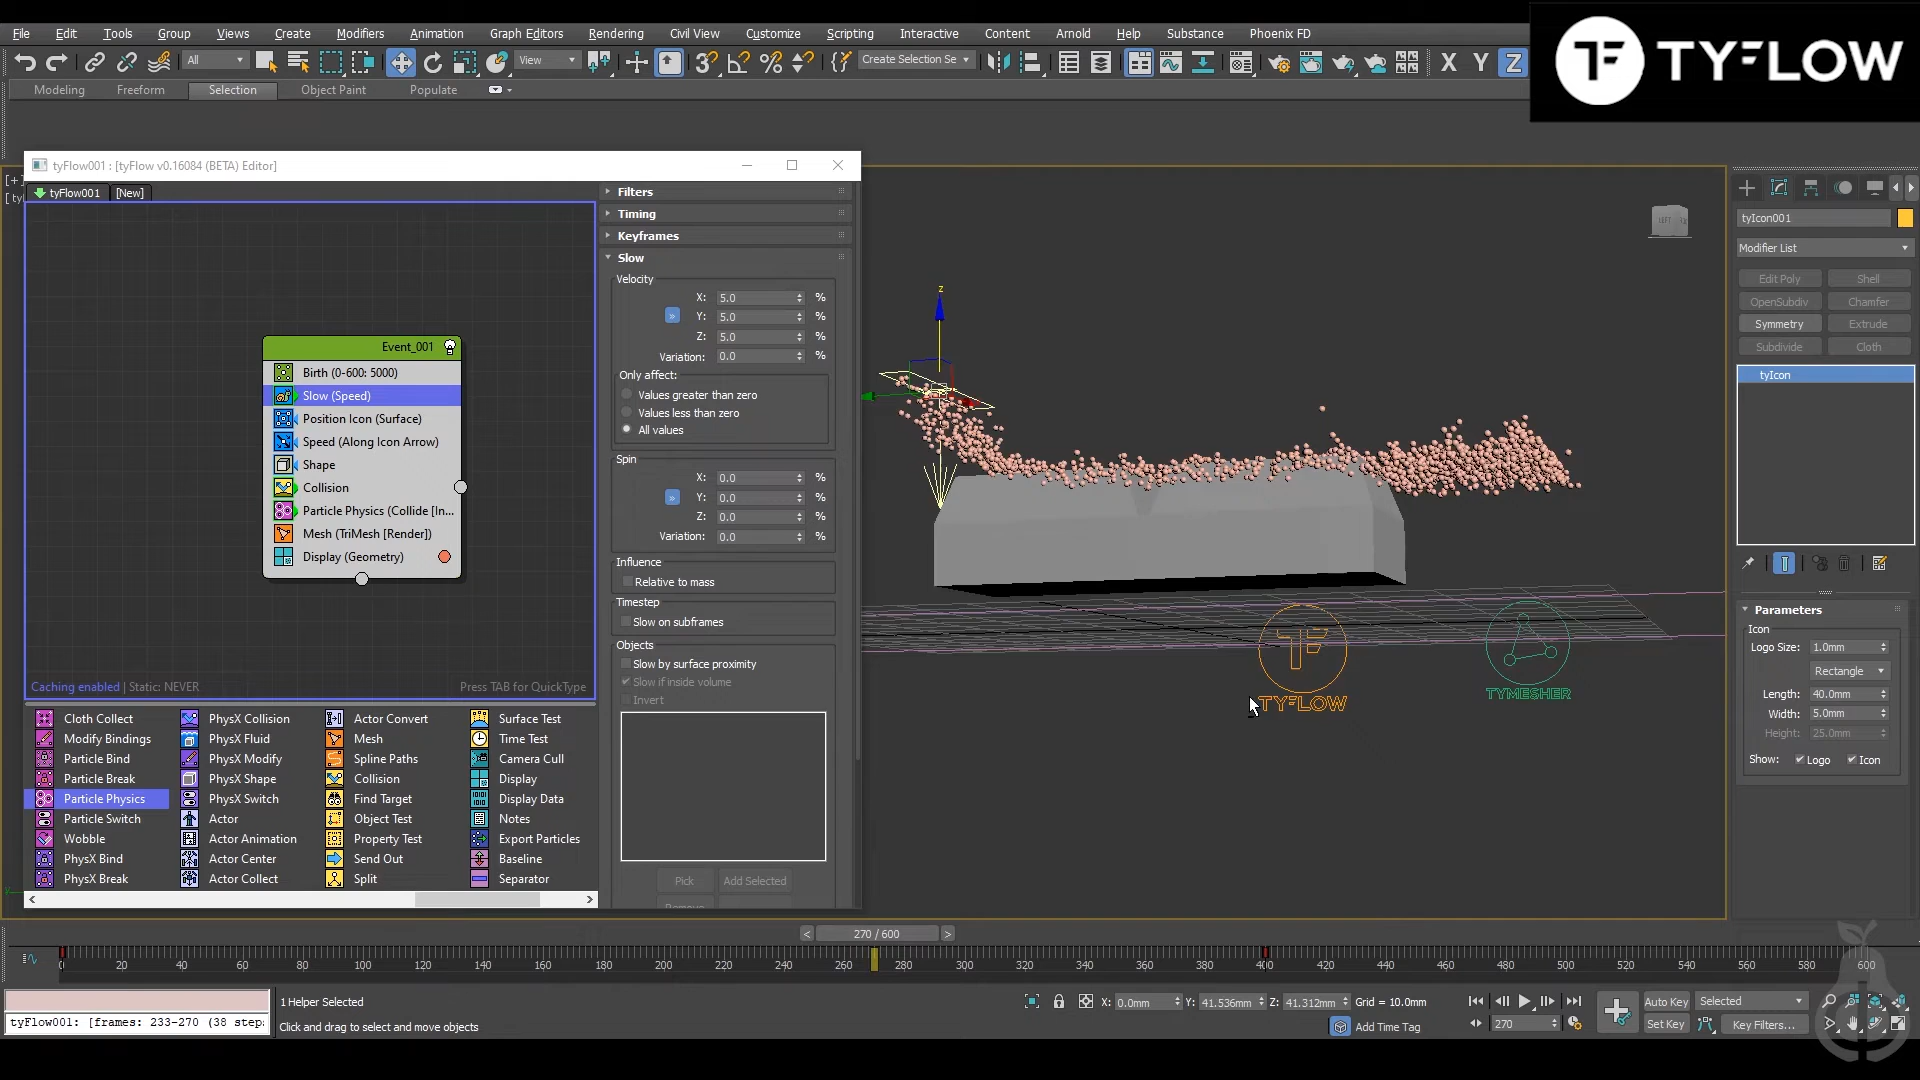 File Edit Tools Group Views Create Modifiers Animation Graph Editors Rendering Civil View Customize Scripting Interactive Content Arnold Help Substance Phoenix FD
TYFLOW
All View Create Selection Se X Y Z
Modeling Freeform Selection Object Paint Populate
tyFlow001 : [tyFlow v0.16084 (BETA) Editor]
tyFlow001 [New]
[+]
[ ty
Filters
Timing
Keyframes
Slow
Velocity
X: 5.0 %
Y: 5.0 %
Z: 5.0 %
Variation: 0.0 %
Only affect:
Values greater than zero
Values less than zero
All values
Spin
X: 0.0 %
Y: 0.0 %
Z: 0.0 %
Variation: 0.0 %
Influence
Relative to mass
Timestep
Slow on subframes
Objects
Slow by surface proximity
Slow if inside volume
Invert
Pick Add Selected
Event_001
Birth (0-600: 5000)
Slow (Speed)
Position Icon (Surface)
Speed (Along Icon Arrow)
Shape
Collision
Particle Physics (Collide [In...
Mesh (TriMesh [Render])
Display (Geometry)
Caching enabled | Static: NEVER Press TAB for QuickType
Cloth Collect PhysX Collision Actor Convert Surface Test
Modify Bindings PhysX Fluid Mesh Time Test
Particle Bind PhysX Modify Spline Paths Camera Cull
Particle Break PhysX Shape Collision Display
Particle Physics PhysX Switch Find Target Display Data
Particle Switch Actor Object Test Notes
Wobble Actor Animation Property Test Export Particles
PhysX Bind Actor Center Send Out Baseline
PhysX Break Actor Collect Split Separator
z
LEFT
TYFLOW
TYMESHER
tyIcon001
Modifier List
Edit Poly Shell
OpenSubdiv Chamfer
Symmetry Extrude
Subdivide Cloth
tyIcon
Parameters
Icon
Logo Size: 1.0mm
Rectangle
Length: 40.0mm
Width: 5.0mm
Height: 25.0mm
Show: Logo Icon
270 / 600
0 20 40 60 80 100 120 140 160 180 200 220 240 260 280 300 320 340 360 380 400 420 440 460 480 500 520 540 560 580 600
1 Helper Selected
X: 0.0mm Y: 41.536mm Z: 41.312mm Grid = 10.0mm
Auto Key Selected
tyFlow001: [frames: 233-270 (38 step:
Click and drag to select and move objects
Add Time Tag
270
Set Key Key Filters...